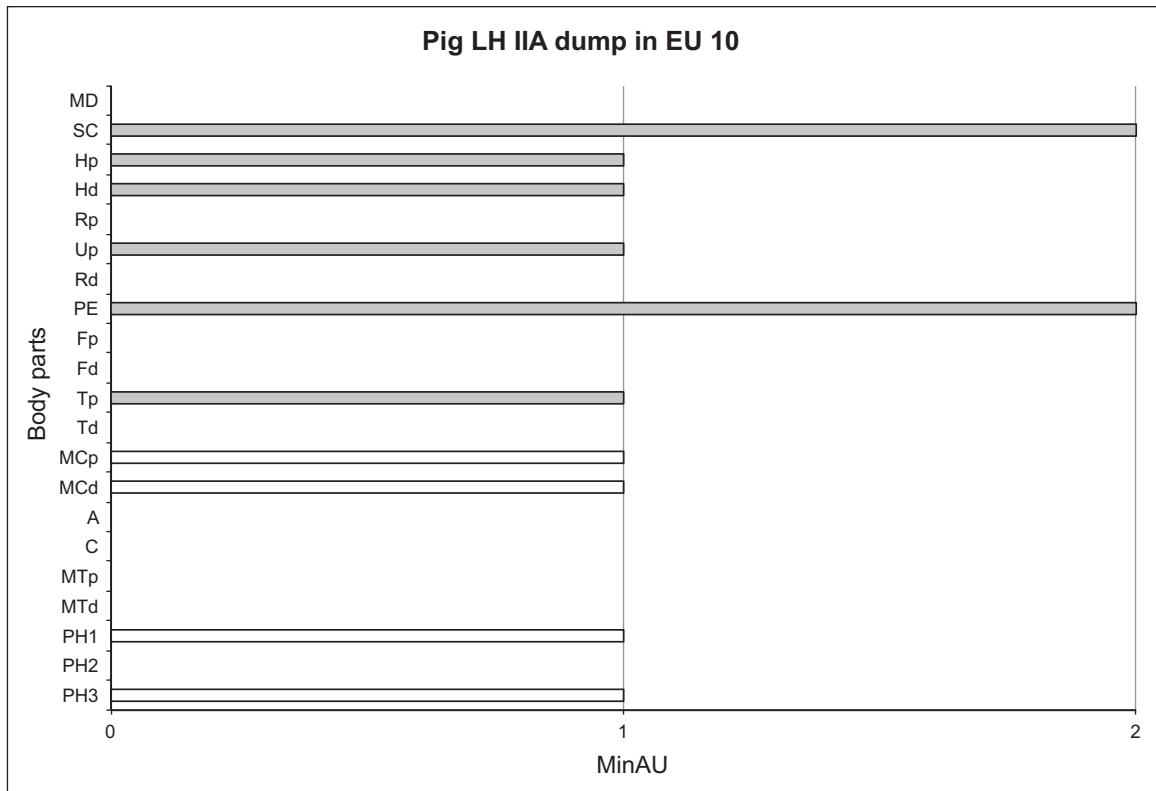 Pig LH IIA dump in EU 10
Body parts
MD
SC
Hp
Hd
Rp
Up
Rd
PE
Fp
Fd
Tp
Td
MCp
MCd
A
C
MTp
MTd
PH1
PH2
PH3
0 1 2
MinAU